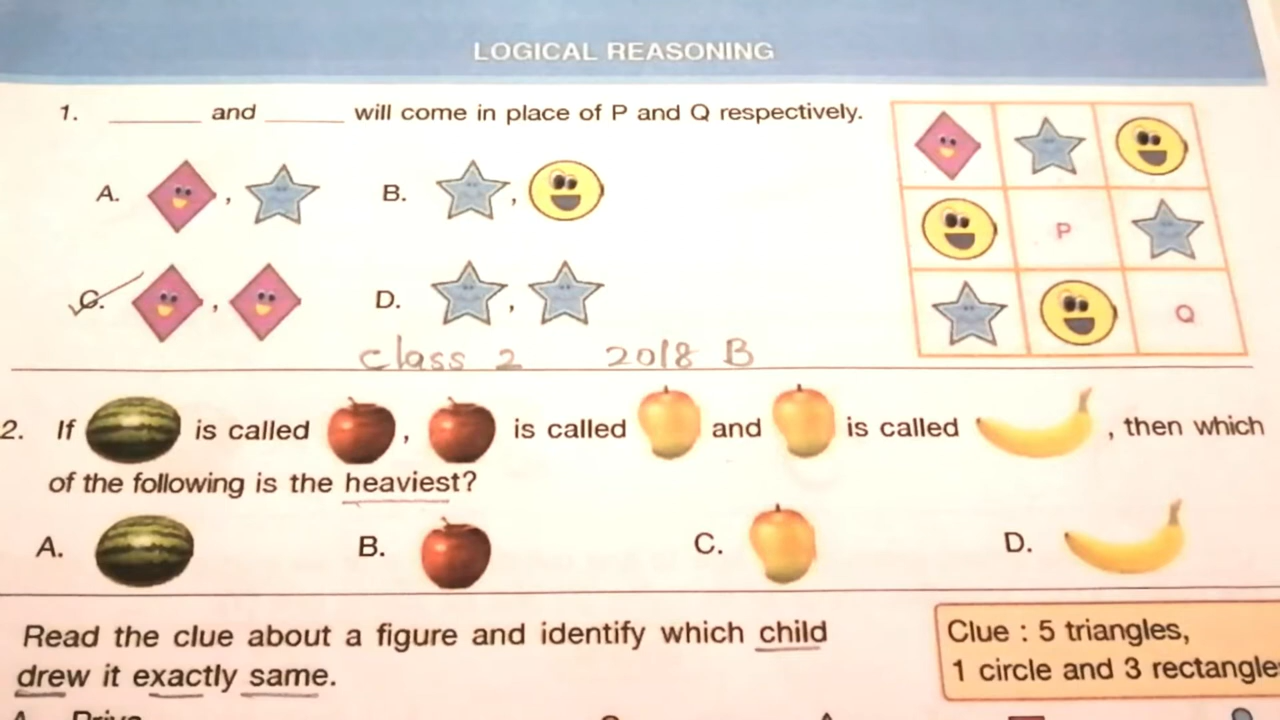 LOGICAL REASONING
1. ______ and ______ will come in place of P and Q respectively.
A. , B. ,
P
C. , D. ,
Q
class 2 2018 B
2. If is called , is called and is called , then which
of the following is the heaviest?
A. B. C. D.
Read the clue about a figure and identify which child
drew it exactly same.
Clue : 5 triangles,
1 circle and 3 rectangle